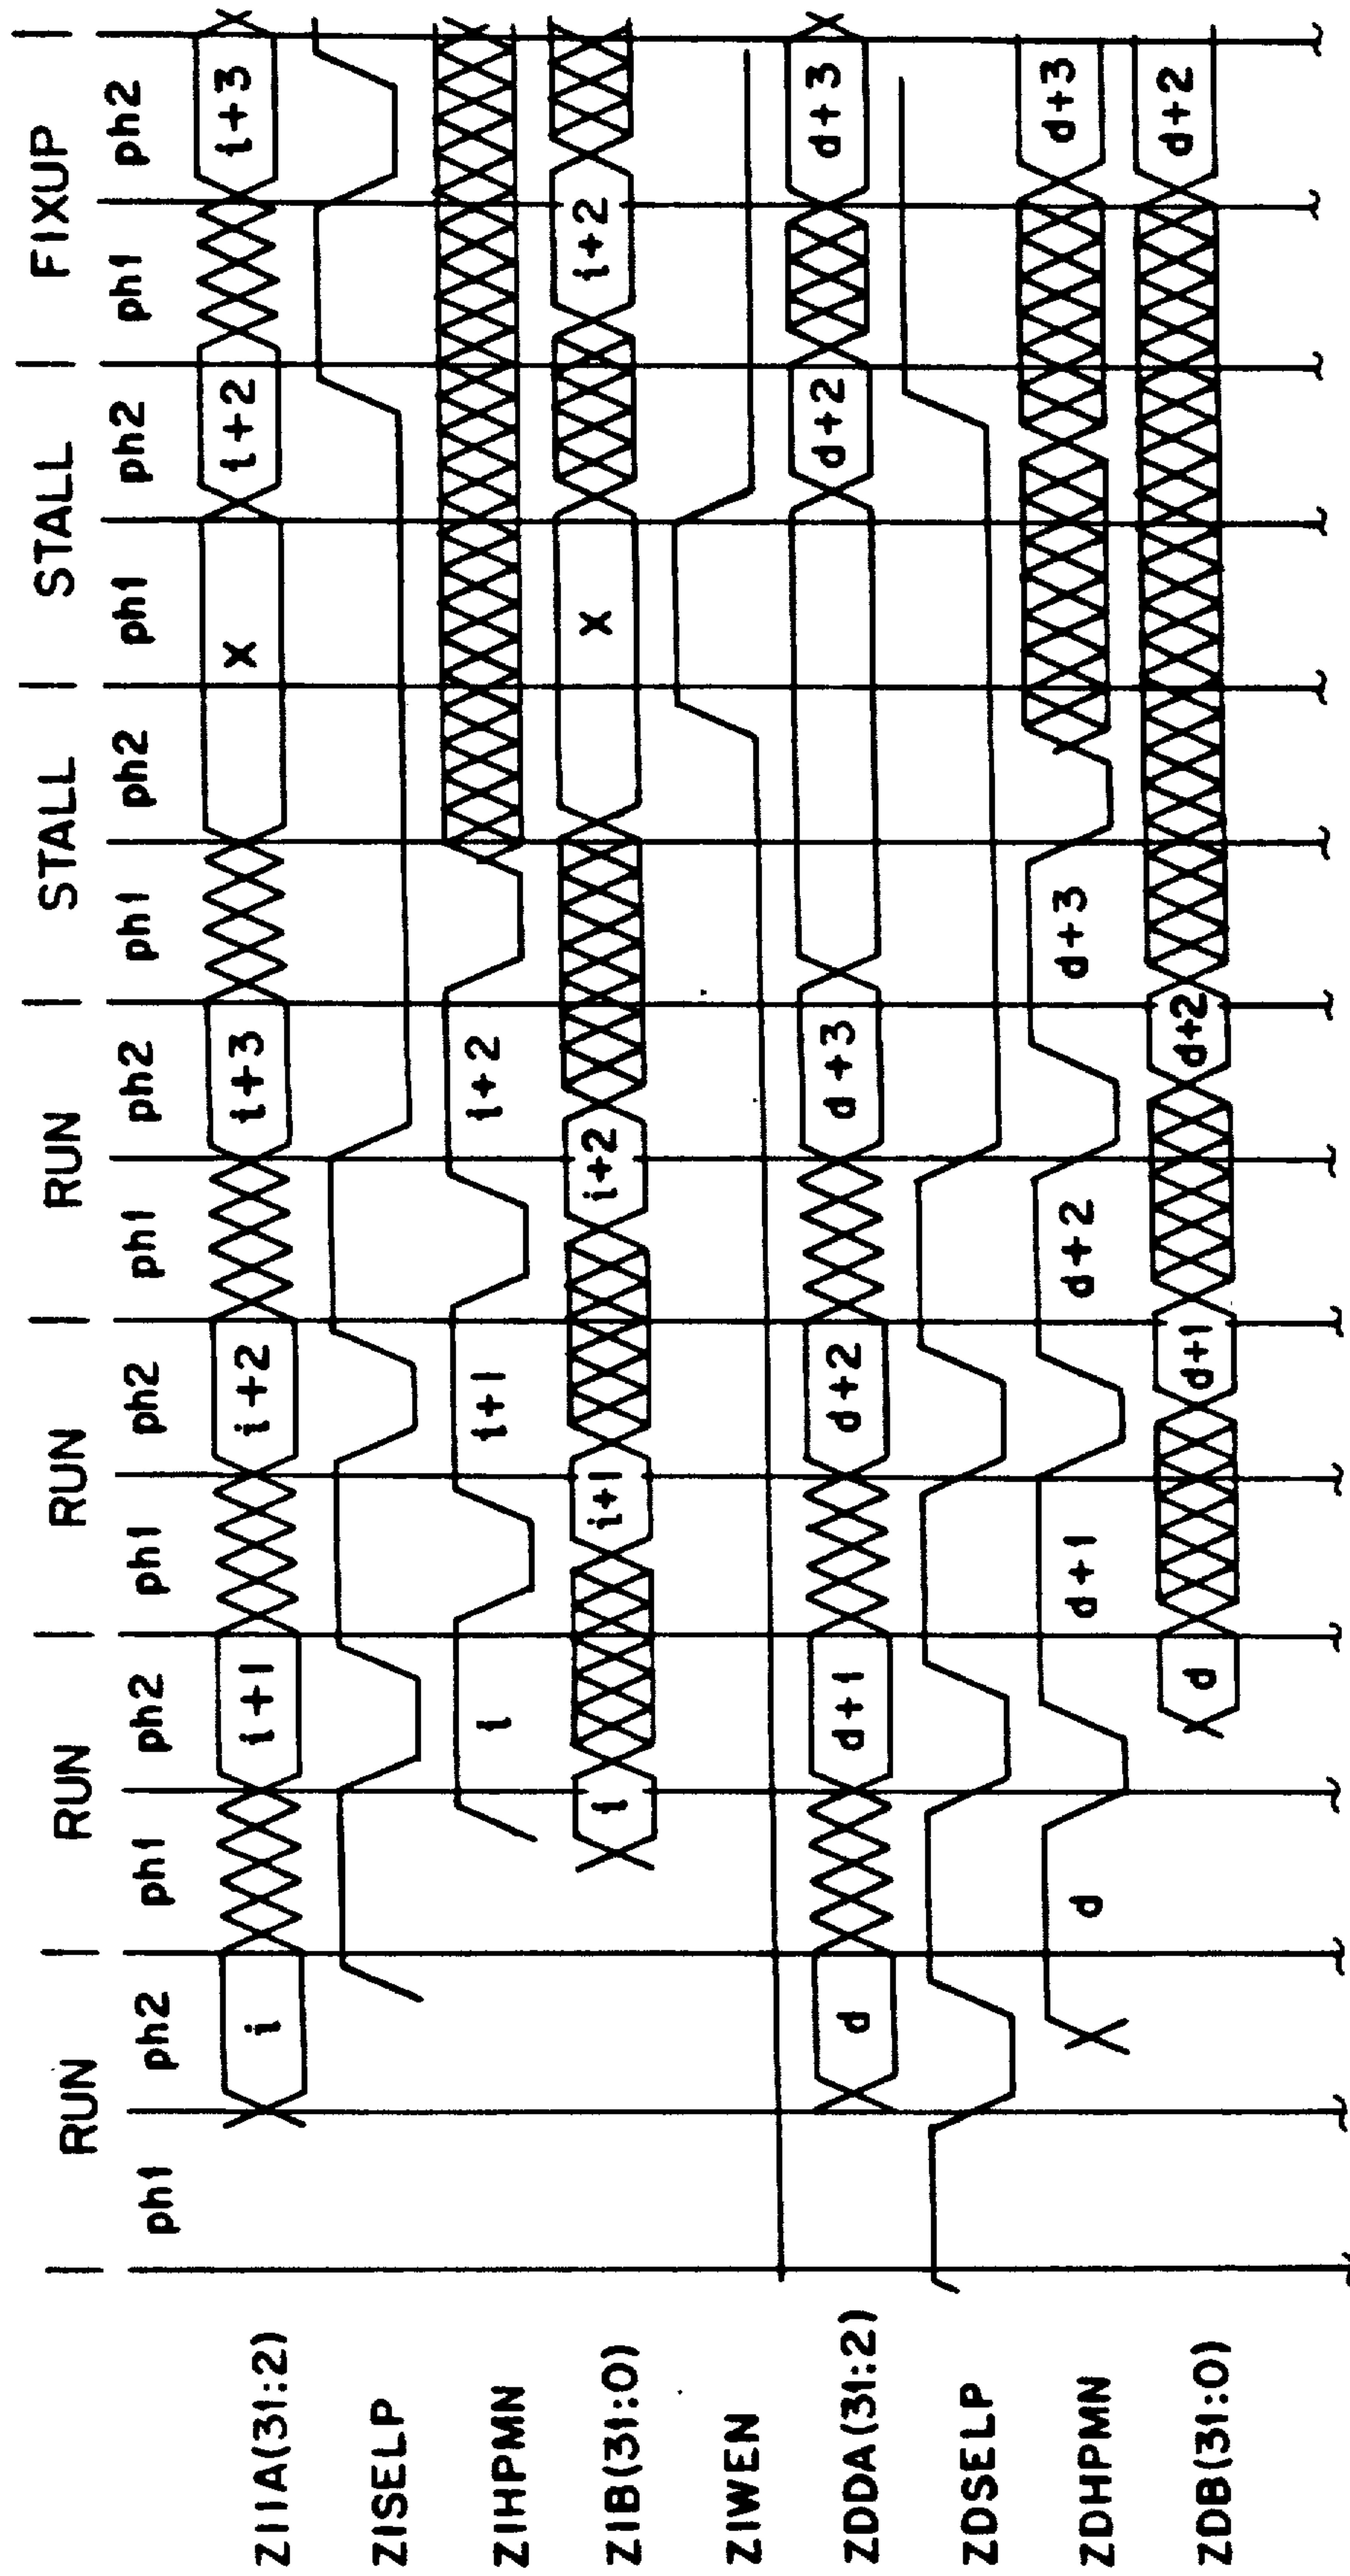 RUN | RUN | RUN | RUN | STALL | STALL | FIXUP
ph1 ph2 ph1 ph2 ph1 ph2 ph1 ph2 ph1 ph2 ph1 ph2 ph1 ph2
ZIIA(31:2) i i+1 i+2 i+3 X i+2 i+3
ZISELP
ZIHPMN i i+1 i+2
ZIB(31:0) i i+1 i+2 X i+2
ZIWEN
ZDDA(31:2) d d+1 d+2 d+3 d+2 d+3
ZDSELP
ZDHPMN d d+1 d+2 d+3 d+3
ZDB(31:0) d d+1 d+2 d+2